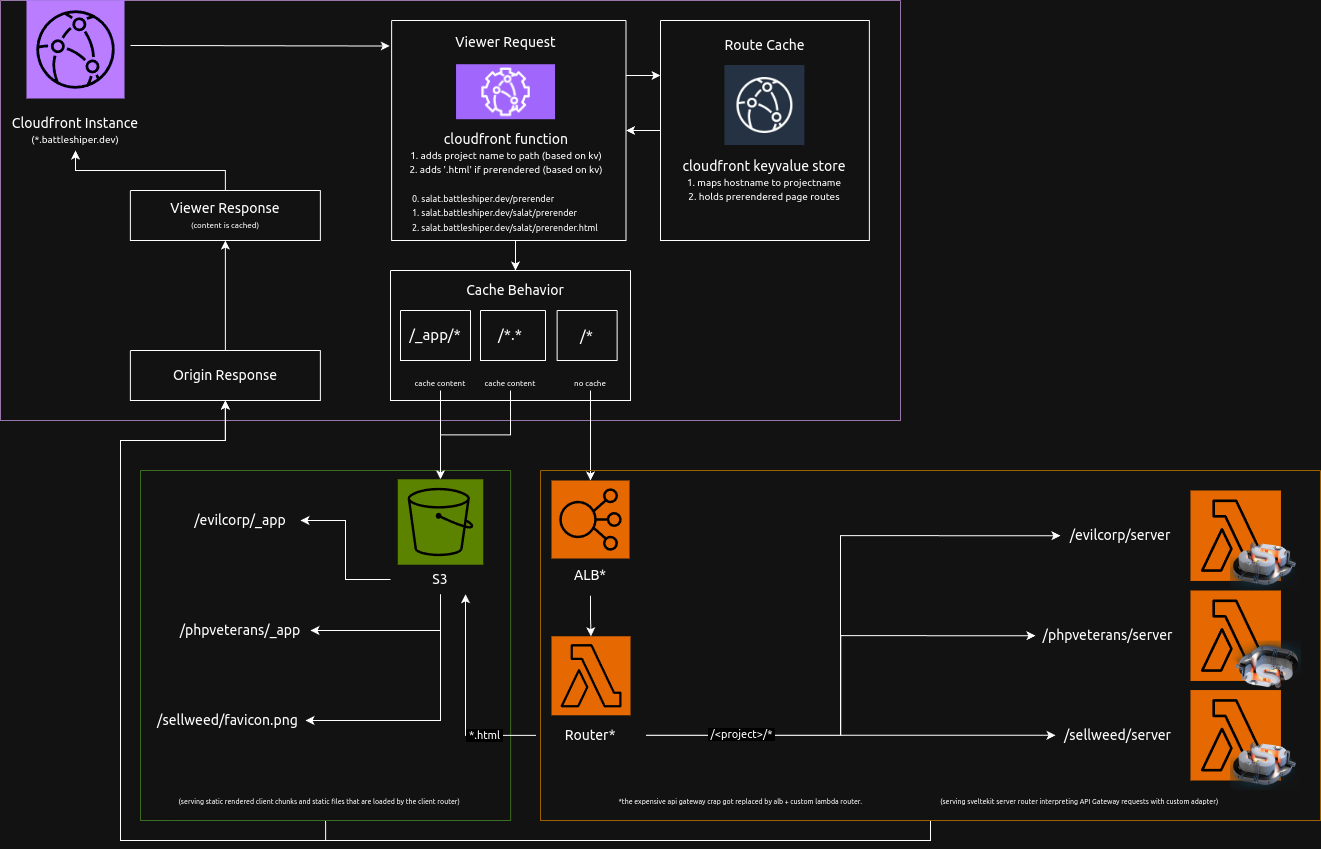 Cloudfront Instance
(*.battleshiper.dev)
Viewer Request
cloudfront function
1. adds project name to path (based on kv)
2. adds '.html' if prerendered (based on kv)
0. salat.battleshiper.dev/prerender
1. salat.battleshiper.dev/salat/prerender
2. salat.battleshiper.dev/salat/prerender.html
Route Cache
cloudfront keyvalue store
1. maps hostname to projectname
2. holds prerendered page routes
Viewer Response
(content is cached)
Origin Response
Cache Behavior
/_app/*
/*.*
/*
cache content
cache content
no cache
S3
/evilcorp/_app
/phpveterans/_app
/sellweed/favicon.png
*.html
(serving static rendered client chunks and static files that are loaded by the client router)
ALB*
Router*
/<project>/*
/evilcorp/server
/phpveterans/server
/sellweed/server
*the expensive api gateway crap got replaced by alb + custom lambda router.
(serving sveltekit server router interpreting API Gateway requests with custom adapter)